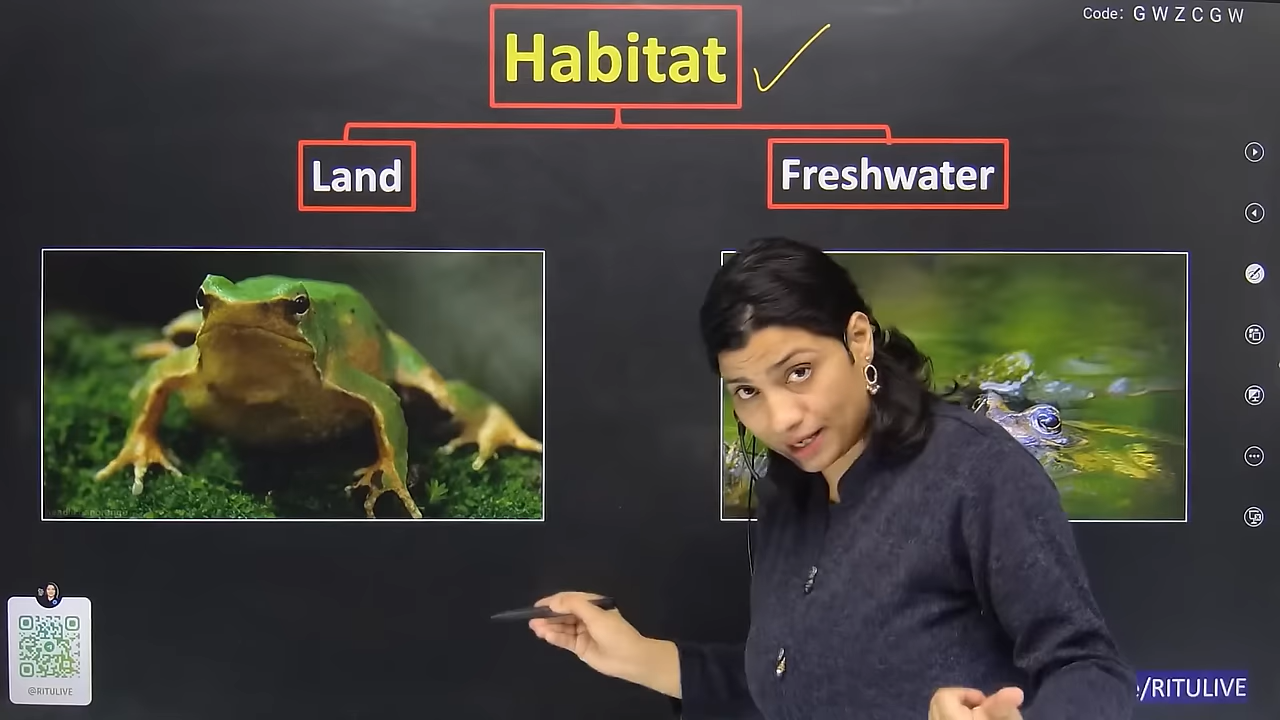 Code: G W Z C G W
Habitat
Land
Freshwater
@RITULIVE
/RITULIVE